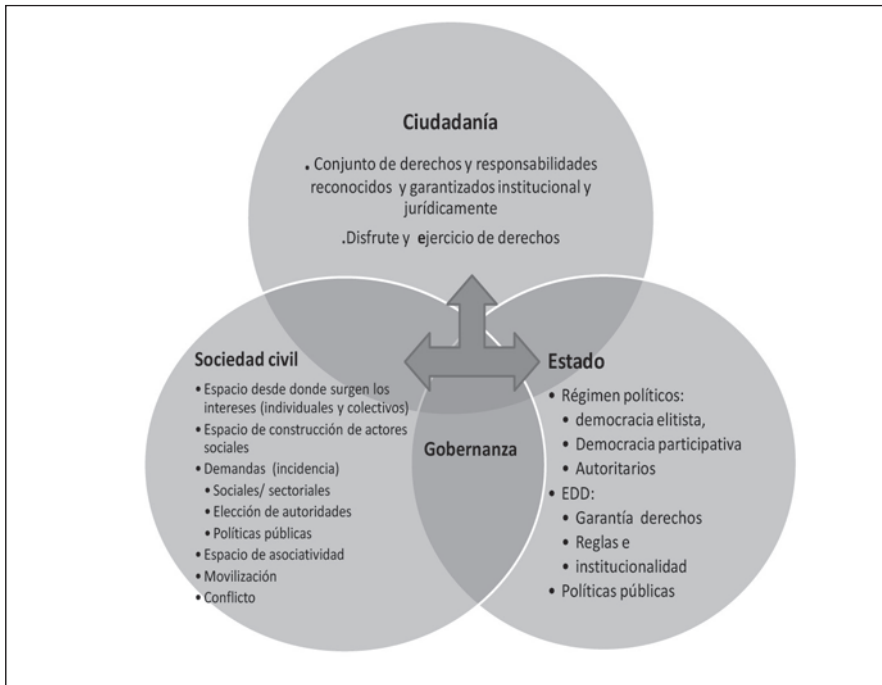 Ciudadanía
. Conjunto de derechos y responsabilidades
reconocidos y garantizados institucional y
jurídicamente
.Disfrute y ejercicio de derechos
Sociedad civil
• Espacio desde donde surgen los
intereses (individuales y colectivos)
• Espacio de construcción de actores
sociales
• Demandas (incidencia)
• Sociales/ sectoriales
• Elección de autoridades
• Políticas públicas
• Espacio de asociatividad
• Movilización
• Conflicto
Gobernanza
Estado
• Régimen políticos:
• democracia elitista,
• Democracia participativa
• Autoritarios
• EDD:
• Garantía derechos
• Reglas e
• institucionalidad
• Políticas públicas